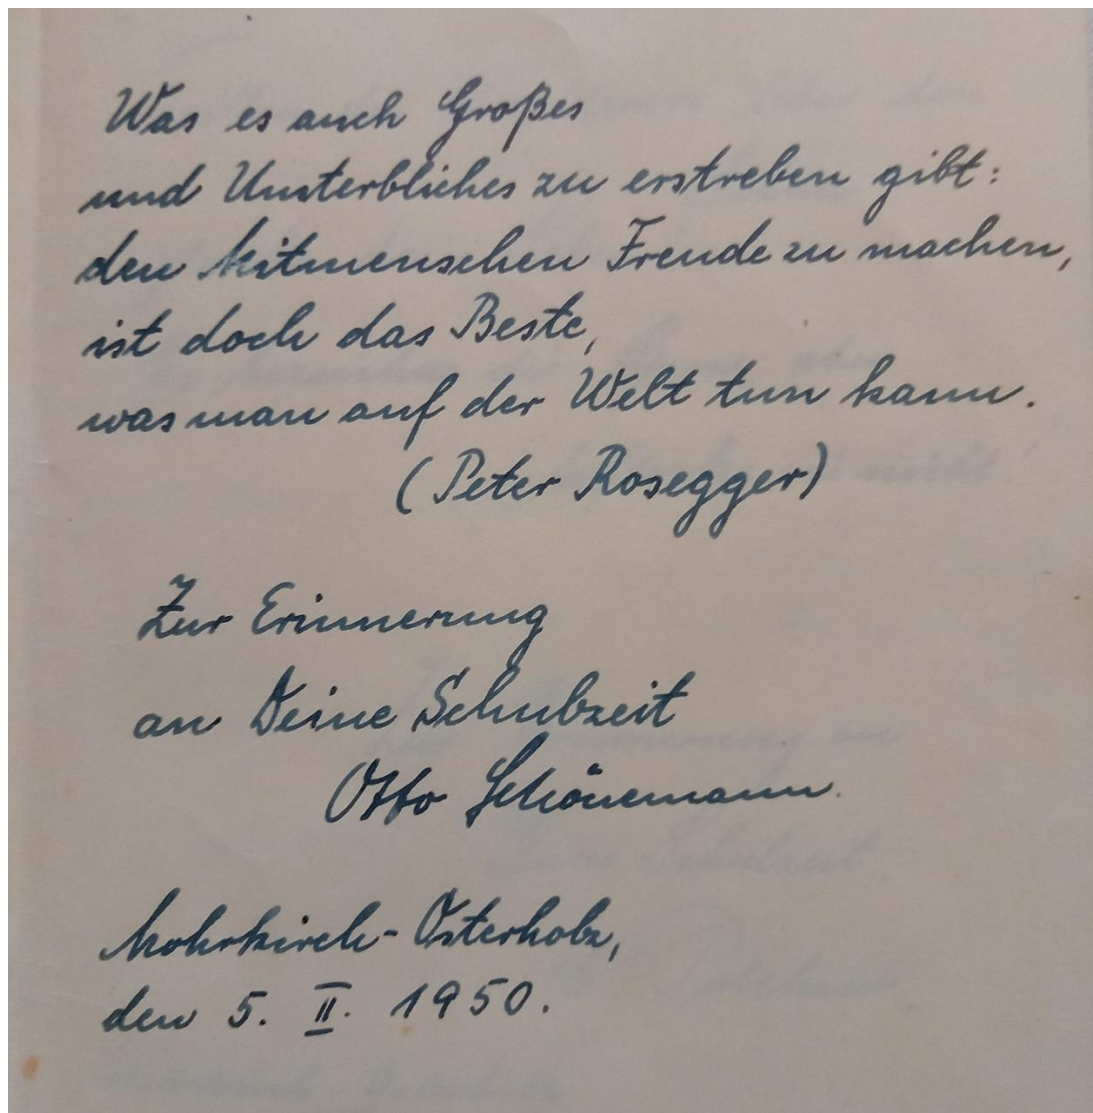 Was es auch Großes
und Unsterbliches zu erstreben gibt:
den Mitmenschen Freude zu machen,
ist doch das Beste,
was man auf der Welt tun kann.
(Peter Rosegger)
Zur Erinnerung
an Deine Schulzeit
Otto Schönemann.
Mohrkirch-Osterholz,
den 5. II. 1950.